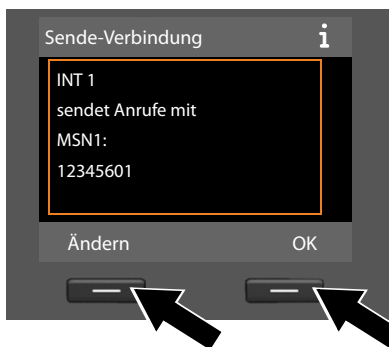 Sende-Verbindung i
INT 1
sendet Anrufe mit
MSN1:
12345601
Ändern OK